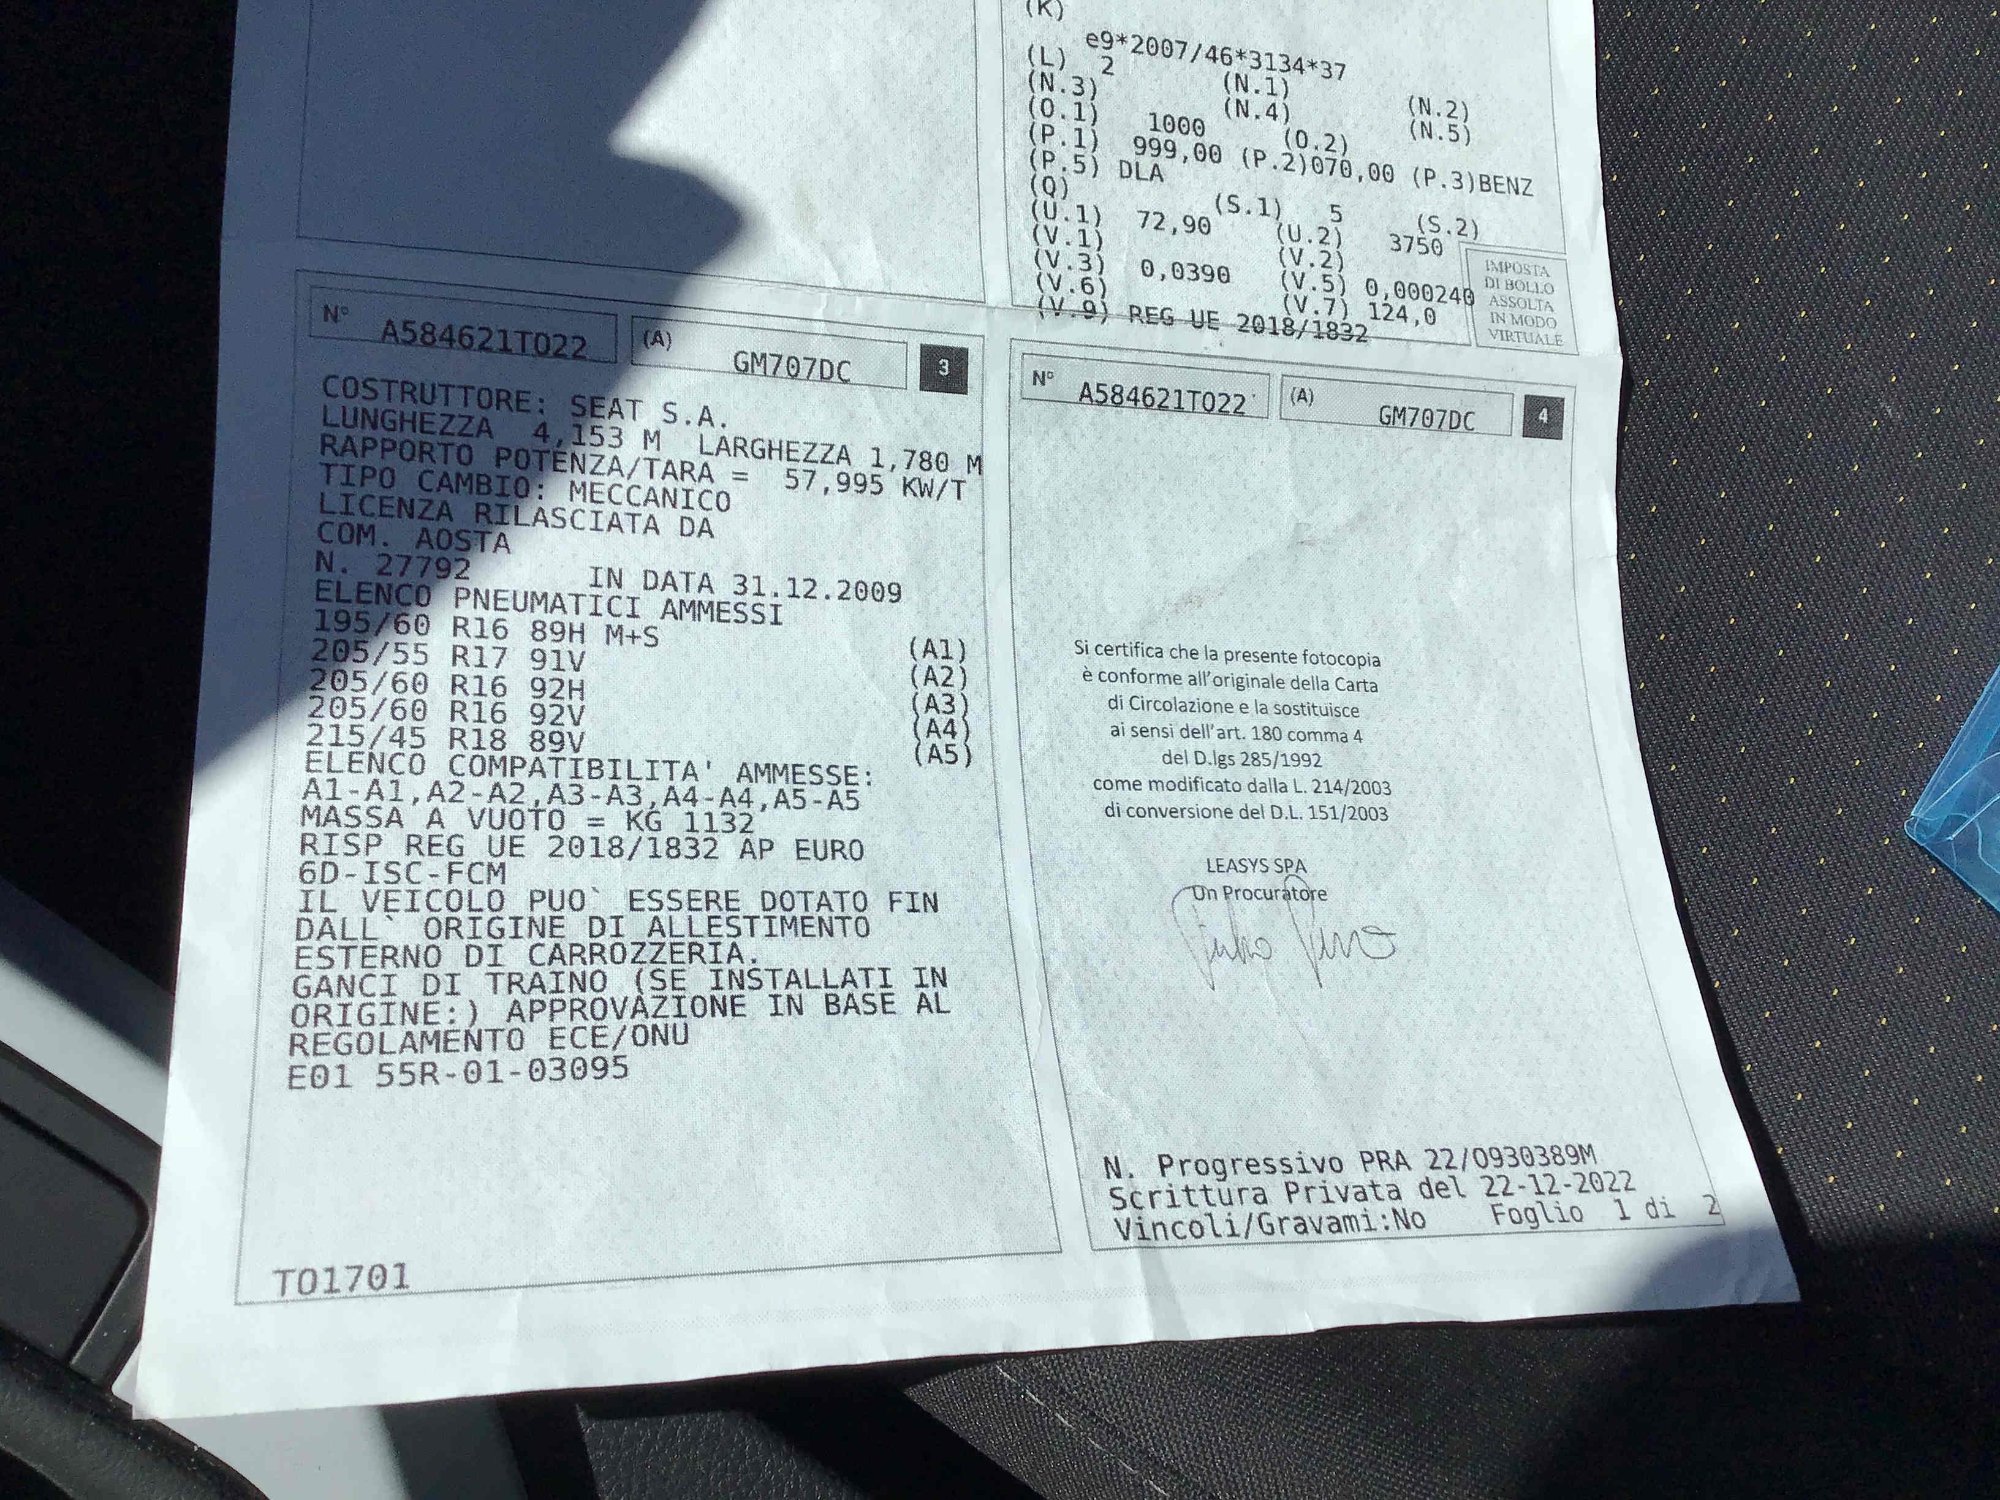 (K)
e9*2007/46*3134*37
(L) 2 (N.1) (N.2)
(N.3) (N.4) (N.5)
(O.1) 1000 (O.2)
(P.1) 999,00 (P.2)070,00 (P.3)BENZ
(P.5) DLA
(Q) (S.1) 5 (S.2)
(U.1) 72,90 (U.2) 3750
(V.1) (V.2)
(V.3) 0,0390 (V.5) 0,000240
(V.6) (V.7) 124,0
(V.9) REG UE 2018/1832
IMPOSTA
DI BOLLO
ASSOLTA
IN MODO
VIRTUALE
N° A584621TO22 (A) GM707DC 3
COSTRUTTORE: SEAT S.A.
LUNGHEZZA 4,153 M LARGHEZZA 1,780 M
RAPPORTO POTENZA/TARA = 57,995 KW/T
TIPO CAMBIO: MECCANICO
LICENZA RILASCIATA DA
COM. AOSTA
N. 27792 IN DATA 31.12.2009
ELENCO PNEUMATICI AMMESSI
195/60 R16 89H M+S (A1)
205/55 R17 91V (A2)
205/60 R16 92H (A3)
205/60 R16 92V (A4)
215/45 R18 89V (A5)
ELENCO COMPATIBILITA' AMMESSE:
A1-A1,A2-A2,A3-A3,A4-A4,A5-A5
MASSA A VUOTO = KG 1132
RISP REG UE 2018/1832 AP EURO
6D-ISC-FCM
IL VEICOLO PUO` ESSERE DOTATO FIN
DALL` ORIGINE DI ALLESTIMENTO
ESTERNO DI CARROZZERIA.
GANCI DI TRAINO (SE INSTALLATI IN
ORIGINE:) APPROVAZIONE IN BASE AL
REGOLAMENTO ECE/ONU
E01 55R-01-03095
TO1701
N° A584621TO22 (A) GM707DC 4
Si certifica che la presente fotocopia
è conforme all'originale della Carta
di Circolazione e la sostituisce
ai sensi dell'art. 180 comma 4
del D.lgs 285/1992
come modificato dalla L. 214/2003
di conversione del D.L. 151/2003
LEASYS SPA
Un Procuratore
N. Progressivo PRA 22/0930389M
Scrittura Privata del 22-12-2022
Vincoli/Gravami:No Foglio 1 di 2